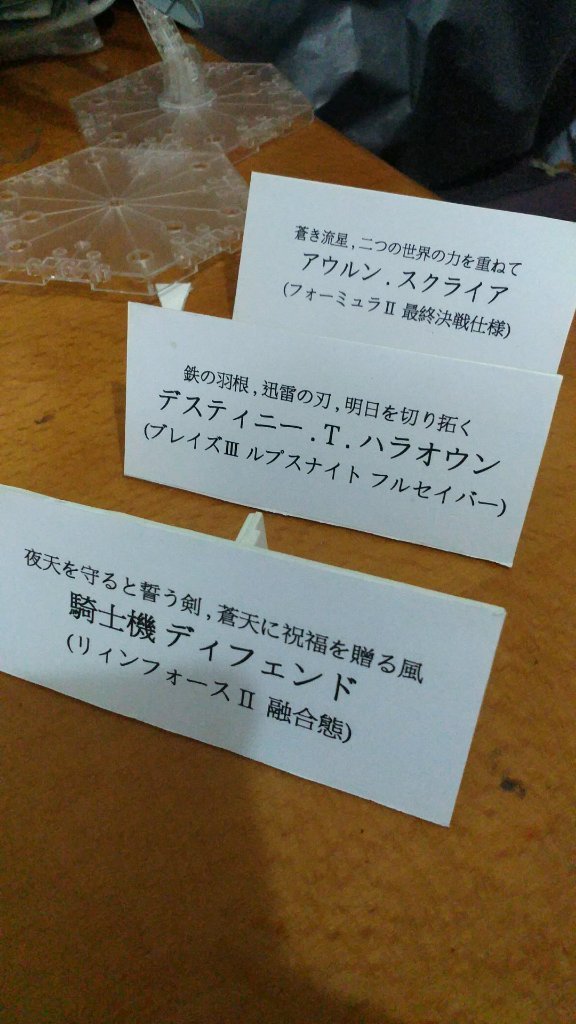 蒼き流星,二つの世界の力を重ねて
アウルン.スクライア
(フォーミュラⅡ 最終決戦仕様)
鉄の羽根,迅雷の刃,明日を切り拓く
デスティニー.T.ハラオウン
(ブレイズⅢ ルプスナイト フルセイバー)
夜天を守ると誓う剣,蒼天に祝福を贈る風
騎士機 ディフェンド
(リィンフォースⅡ 融合態)